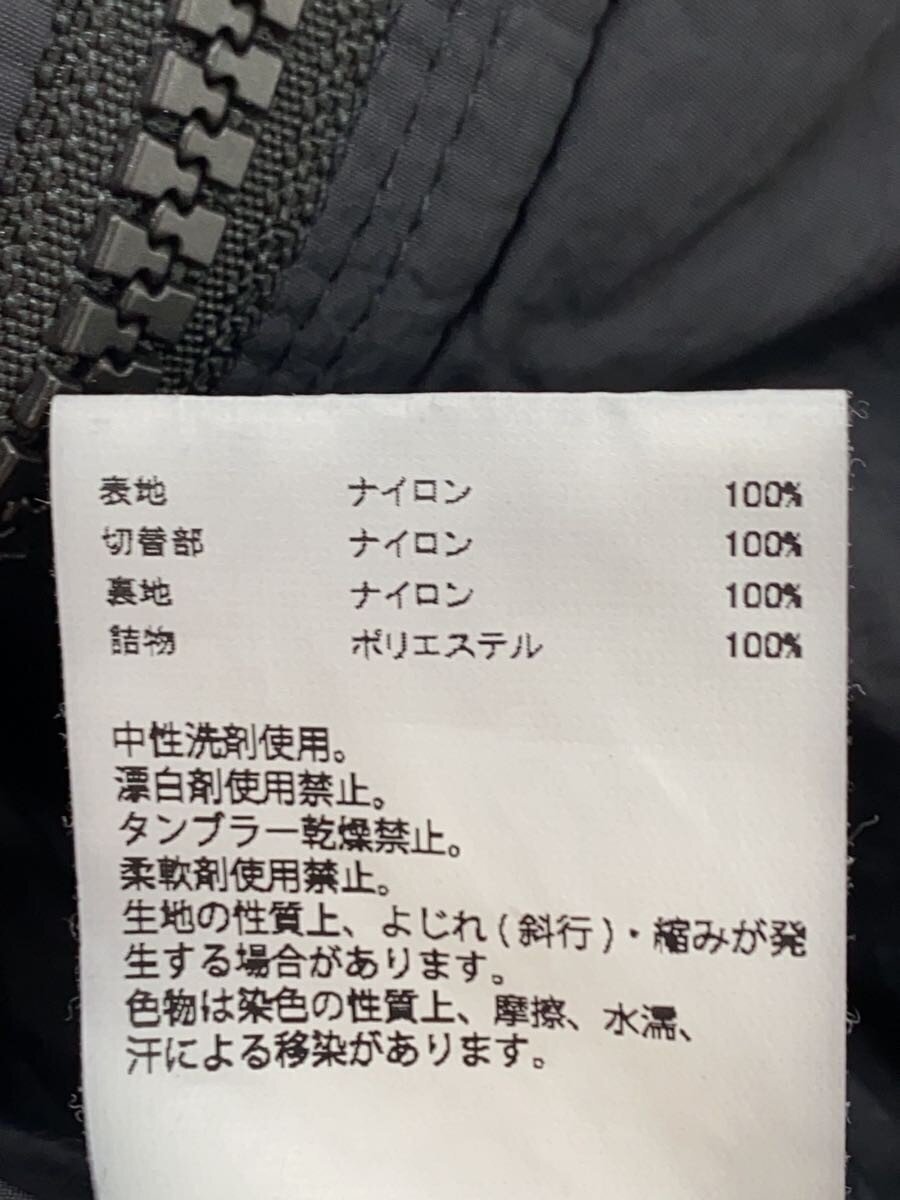 表地 ナイロン 100%
切替部 ナイロン 100%
裏地 ナイロン 100%
詰物 ポリエステル 100%
中性洗剤使用。
漂白剤使用禁止。
タンブラー乾燥禁止。
柔軟剤使用禁止。
生地の性質上、よじれ(斜行)・縮みが発
生する場合があります。
色物は染色の性質上、摩擦、水濡、
汗による移染があります。